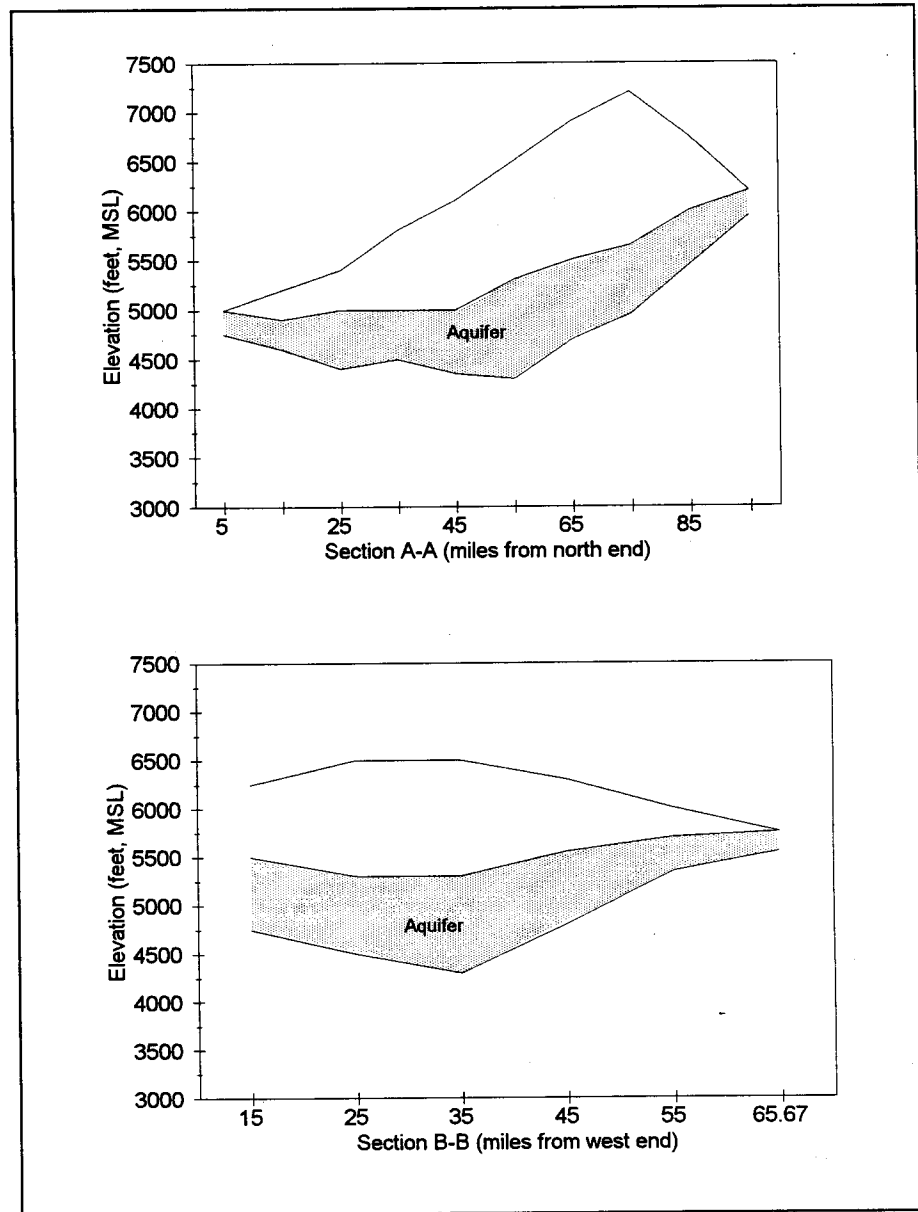 7500
7000
6500
6000
5500
5000
4500
4000
3500
3000
Elevation (feet, MSL)
Aquifer
5 25 45 65 85
Section A-A (miles from north end)
7500
7000
6500
6000
5500
5000
4500
4000
3500
3000
Elevation (feet, MSL)
Aquifer
15 25 35 45 55 65.67
Section B-B (miles from west end)